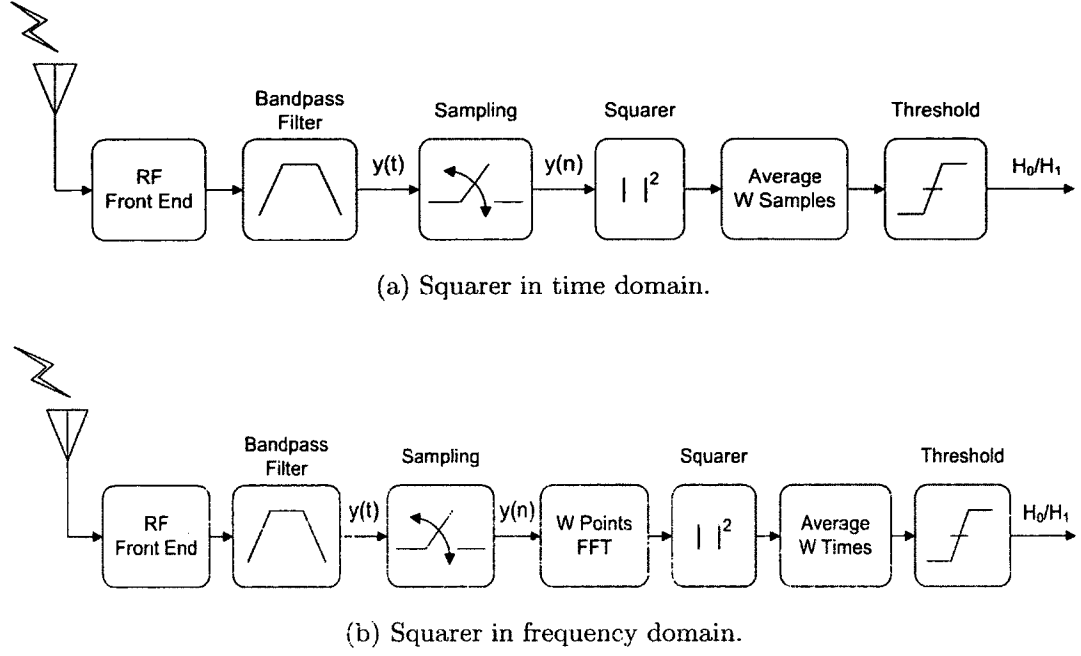 Bandpass
Filter
Sampling
Squarer
Threshold
RF
Front End
y(t)
y(n)
| |²
Average
W Samples
H₀/H₁
(a) Squarer in time domain.
Bandpass
Filter
Sampling
Squarer
Threshold
RF
Front End
y(t)
y(n)
W Points
FFT
| |²
Average
W Times
H₀/H₁
(b) Squarer in frequency domain.